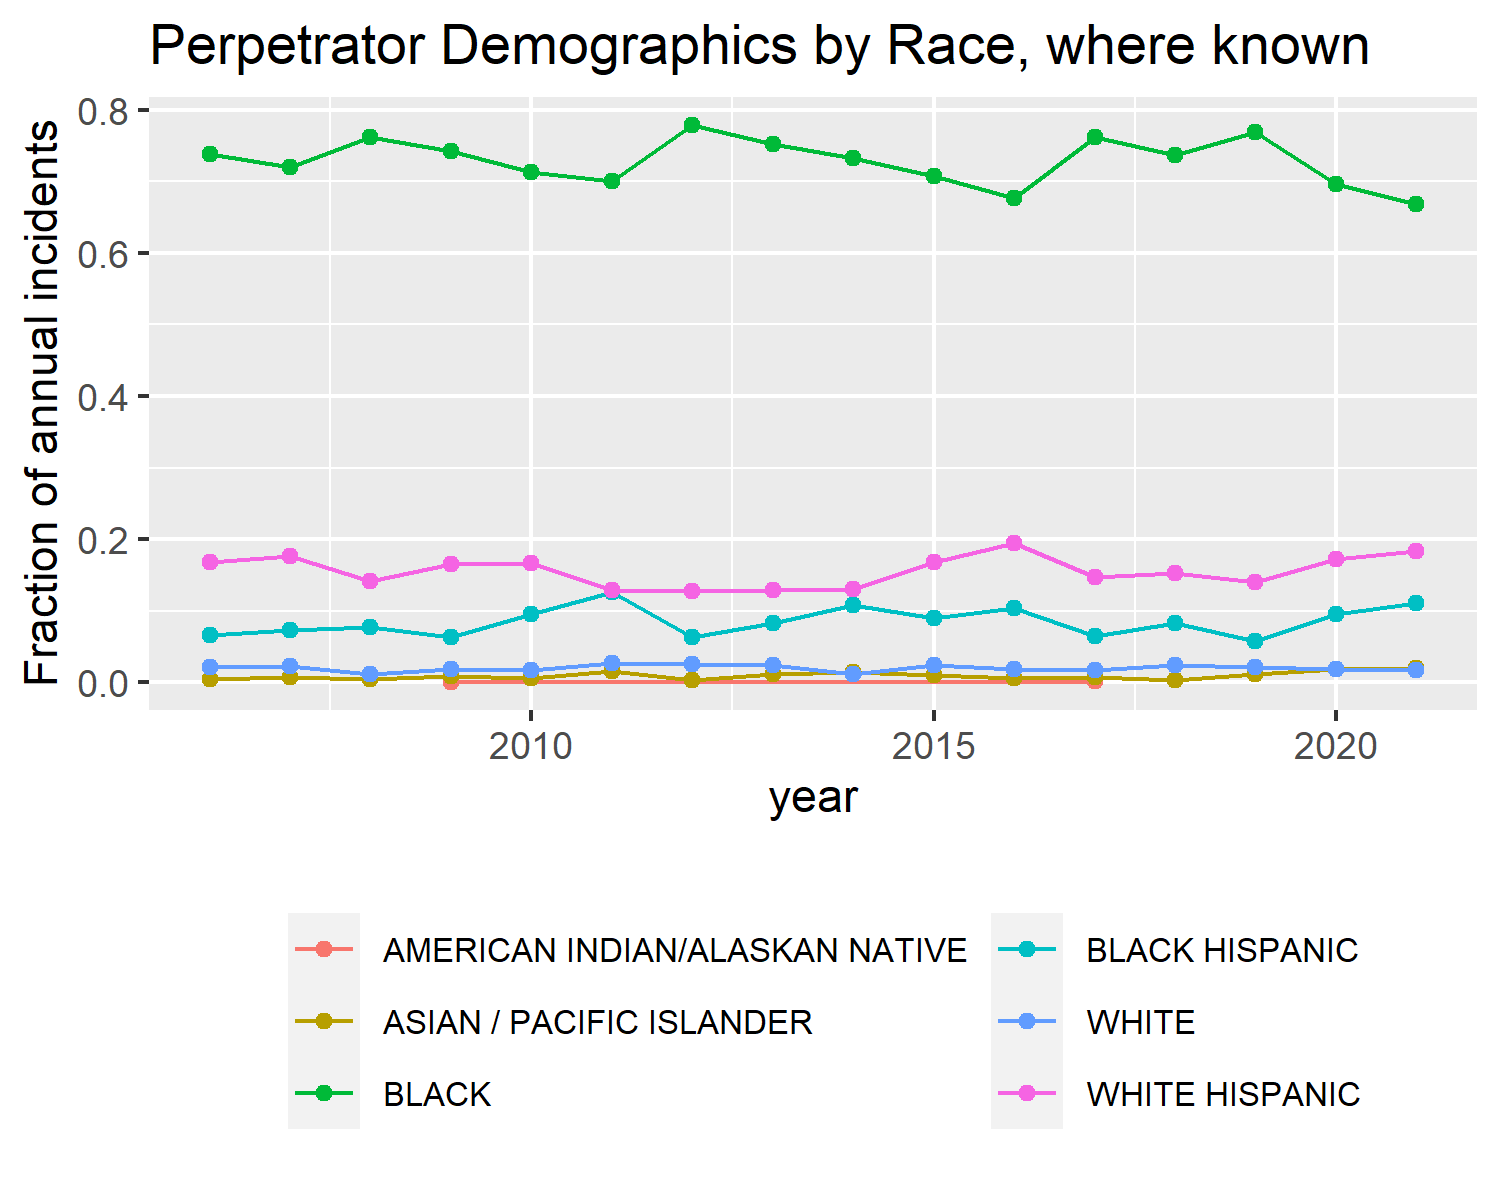 Perpetrator Demographics by Race, where known
Fraction of annual incidents
0.8
0.6
0.4
0.2
0.0
2010 2015 2020
year
AMERICAN INDIAN/ALASKAN NATIVE
ASIAN / PACIFIC ISLANDER
BLACK
BLACK HISPANIC
WHITE
WHITE HISPANIC